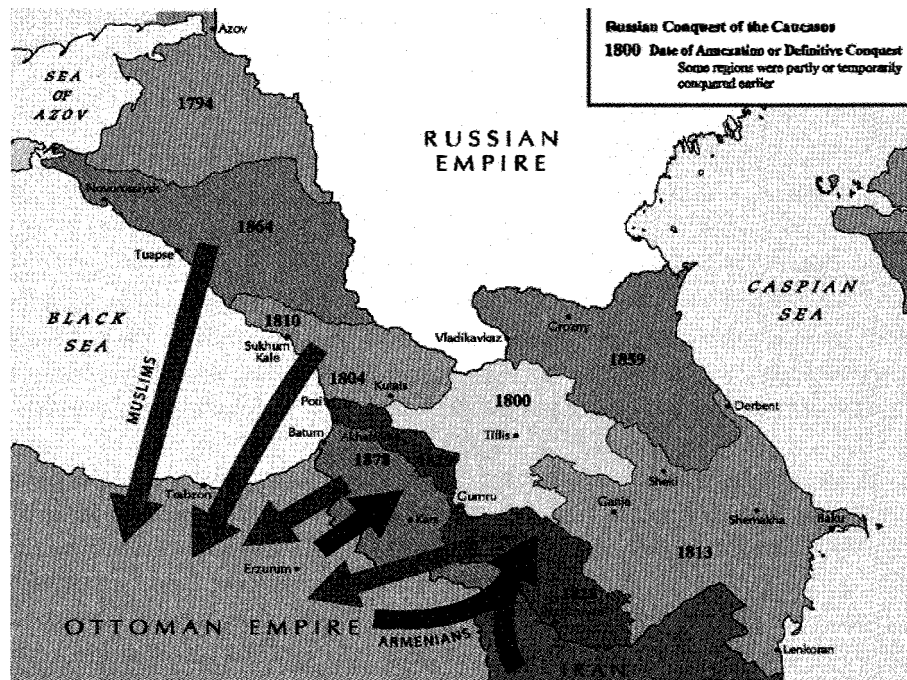 Russian Conquest of the Caucasos
1800 Date of Annexation or Definitive Conquest
Some regions were partly or temporarily
conquered earlier
Azov
SEA
OF
AZOV
1794
RUSSIAN
EMPIRE
Novorossiysk
1864
Tuapse
CASPIAN
SEA
BLACK
SEA
1810
Sukhum
Kale
Vladikavkaz
Grozny
1859
MUSLIMS
1804
Kutais
1800
Poti
Derbent
Batum
Tiflis
1878
Sheki
Trabzon
Gumru
Ganja
Shemakha
Baku
Kars
1813
Erzurum
OTTOMAN EMPIRE
ARMENIANS
IRAN
Lenkoran